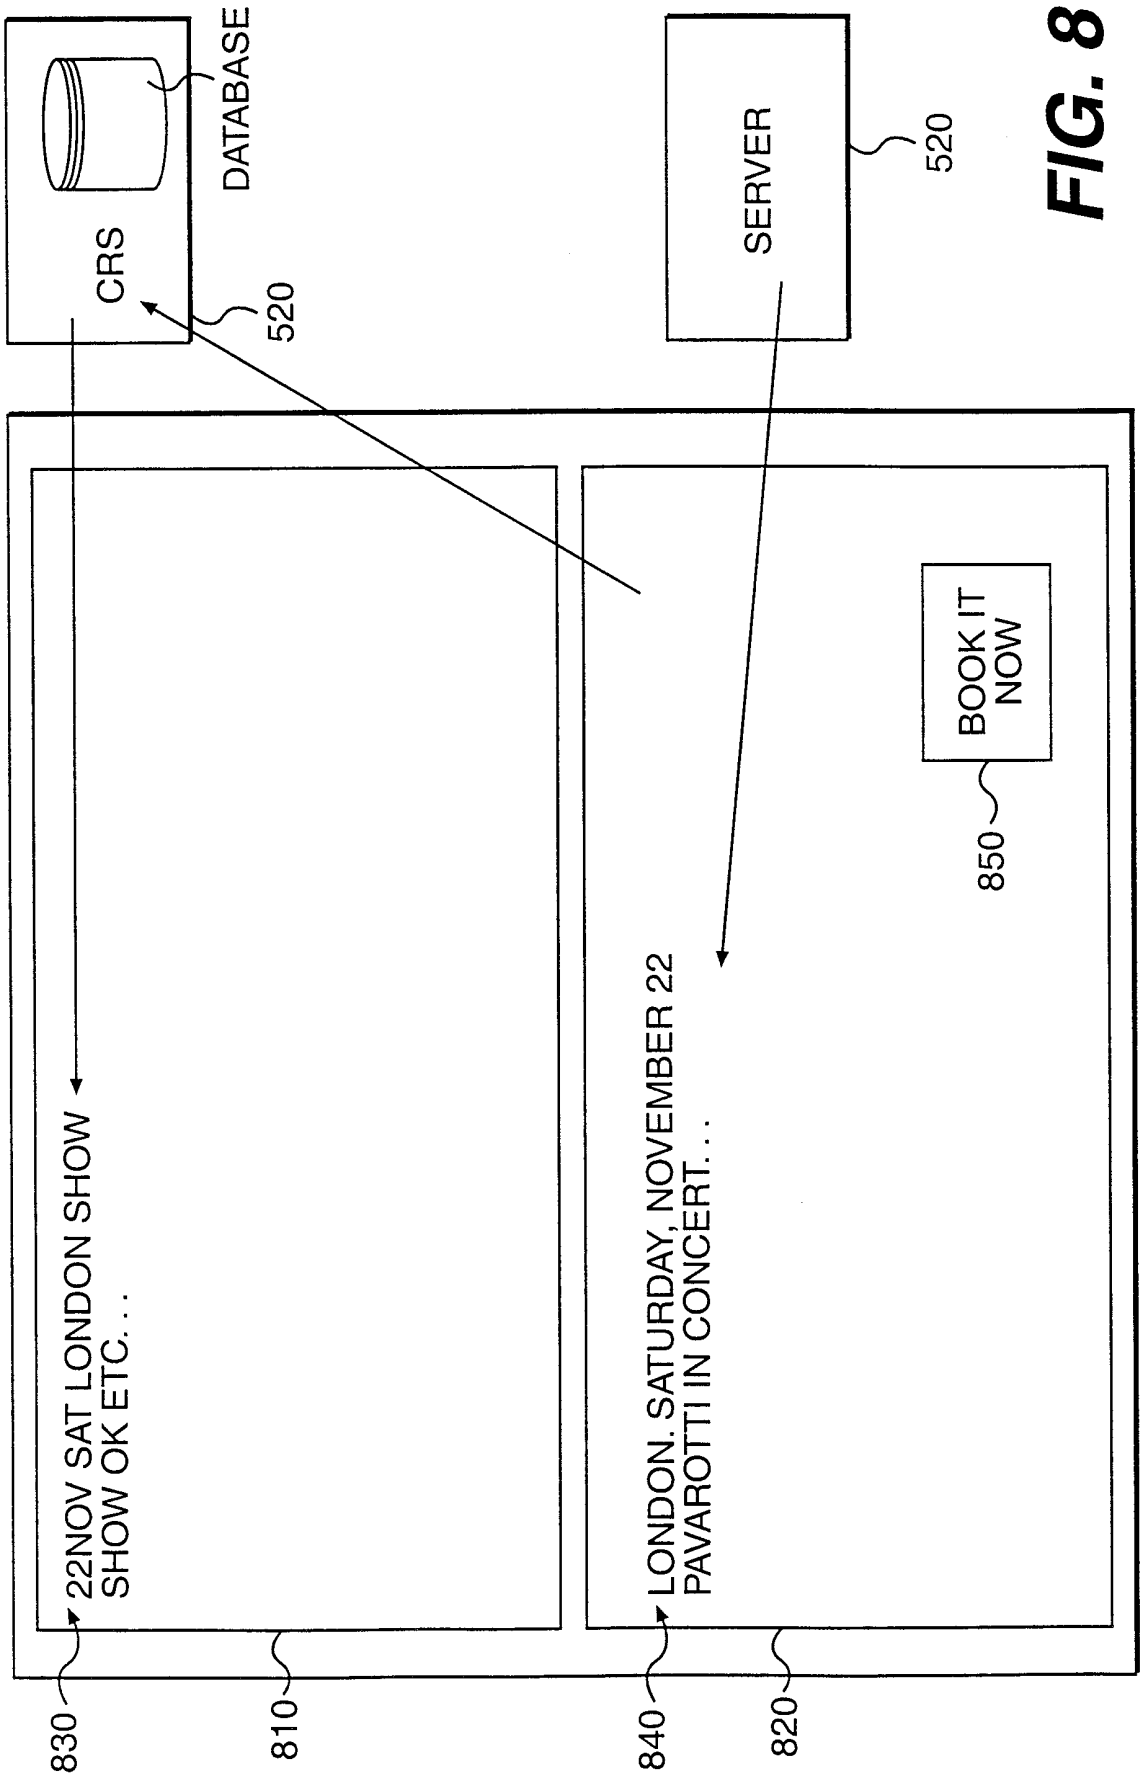 830
22NOV SAT LONDON SHOW
SHOW OK ETC. . .
810
CRS
DATABASE
520
840
LONDON. SATURDAY, NOVEMBER 22
PAVAROTTI IN CONCERT. . .
820
BOOK IT
NOW
850
SERVER
520
FIG. 8